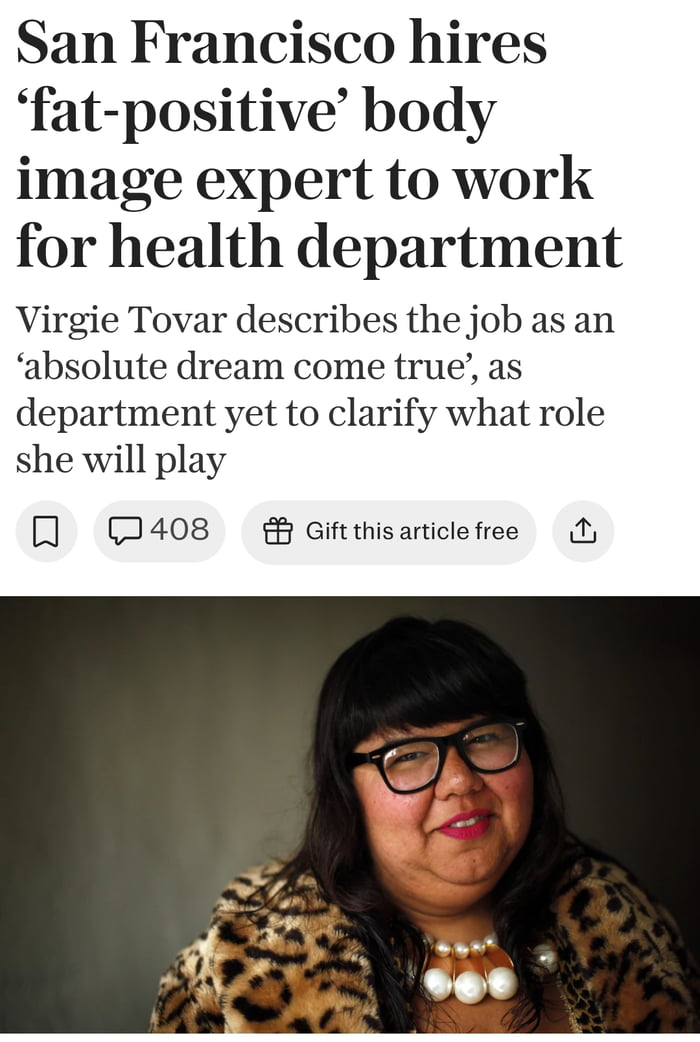 San Francisco hires
‘fat-positive’ body
image expert to work
for health department
Virgie Tovar describes the job as an
‘absolute dream come true’, as
department yet to clarify what role
she will play
408
Gift this article free